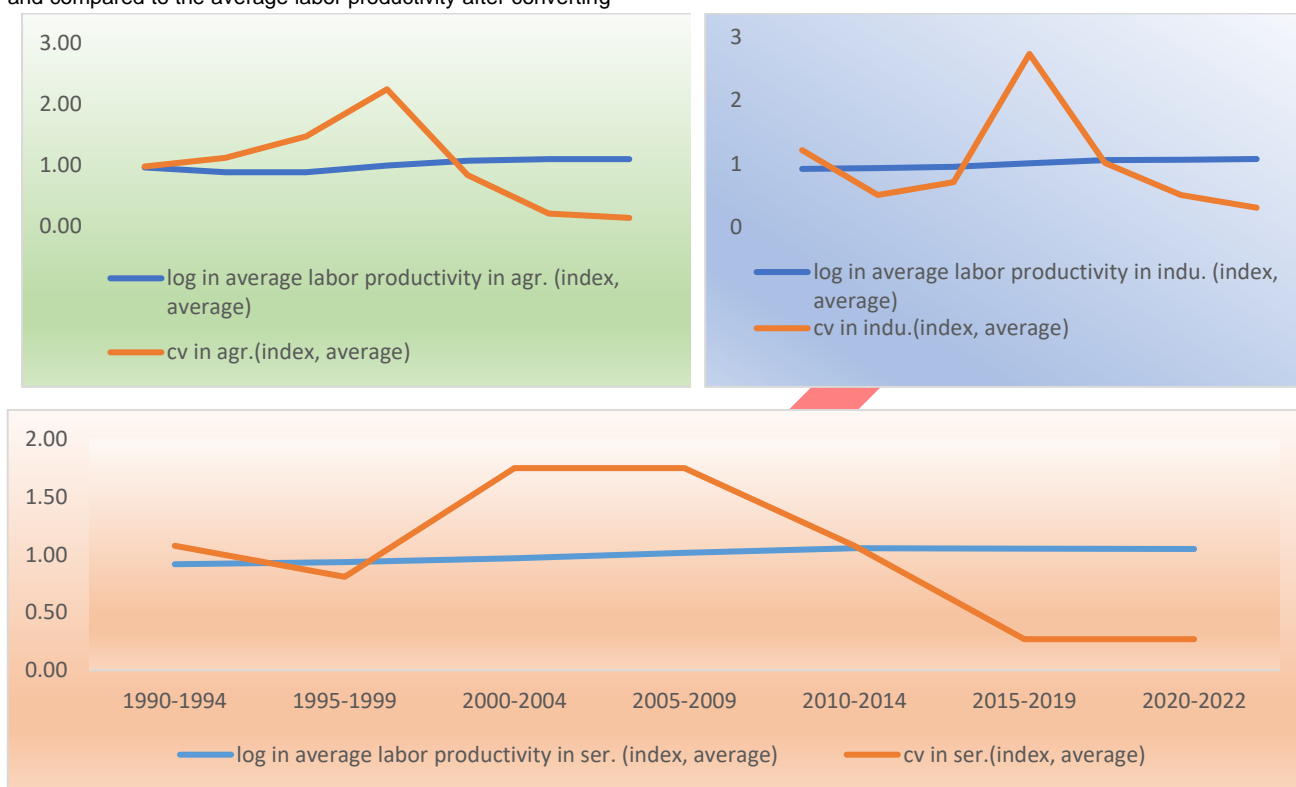 and compared to the average labor productivity after converting
3.00
2.00
1.00
0.00
log in average labor productivity in agr. (index,
average)
cv in agr.(index, average)
3
2
1
0
log in average labor productivity in indu. (index,
average)
cv in indu.(index, average)
2.00
1.50
1.00
0.50
0.00
1990-1994 1995-1999 2000-2004 2005-2009 2010-2014 2015-2019 2020-2022
log in average labor productivity in ser. (index, average) cv in ser.(index, average)